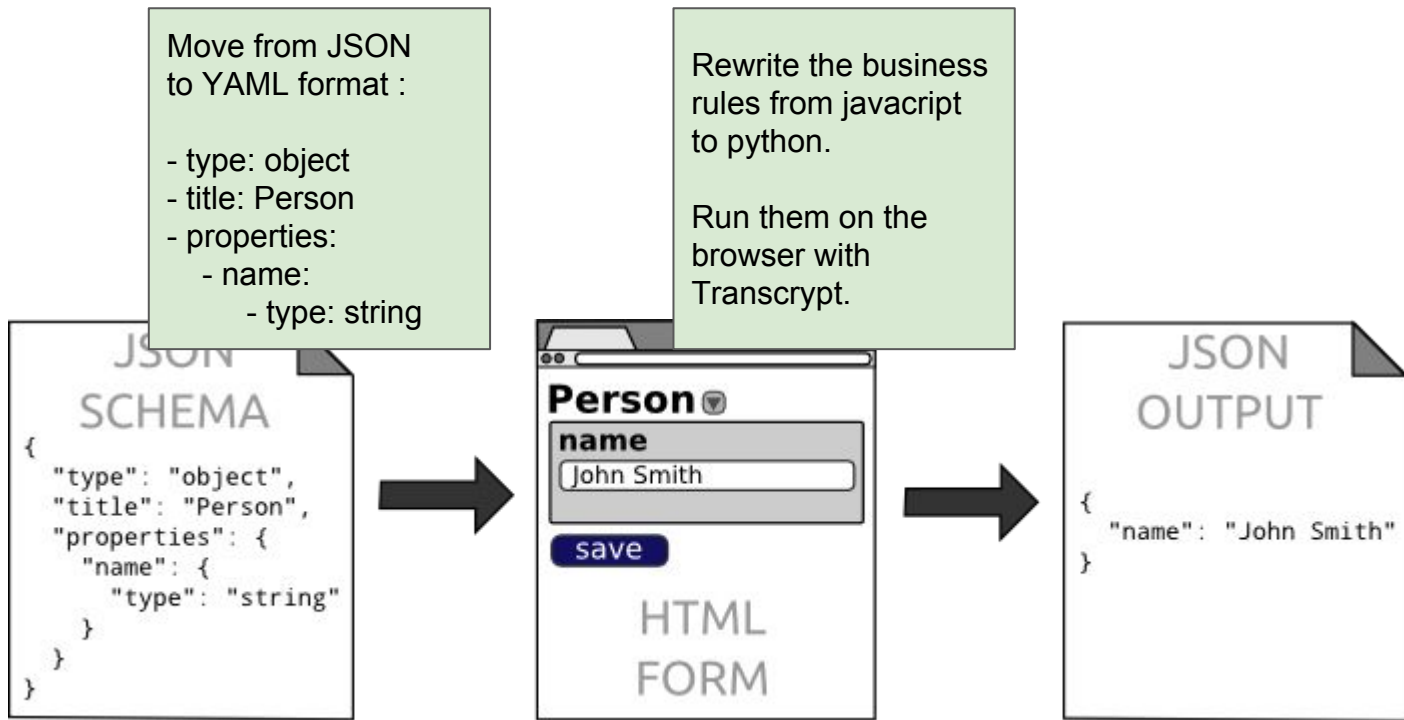 Move from JSON
to YAML format :
- type: object
- title: Person
- properties:
- name:
- type: string
Rewrite the business
rules from javacript
to python.
Run them on the
browser with
Transcrypt.
JSON
SCHEMA
{
"type": "object",
"title": "Person",
"properties": {
"name": {
"type": "string"
}
}
}
Person
name
John Smith
save
HTML
FORM
JSON
OUTPUT
{
"name": "John Smith"
}